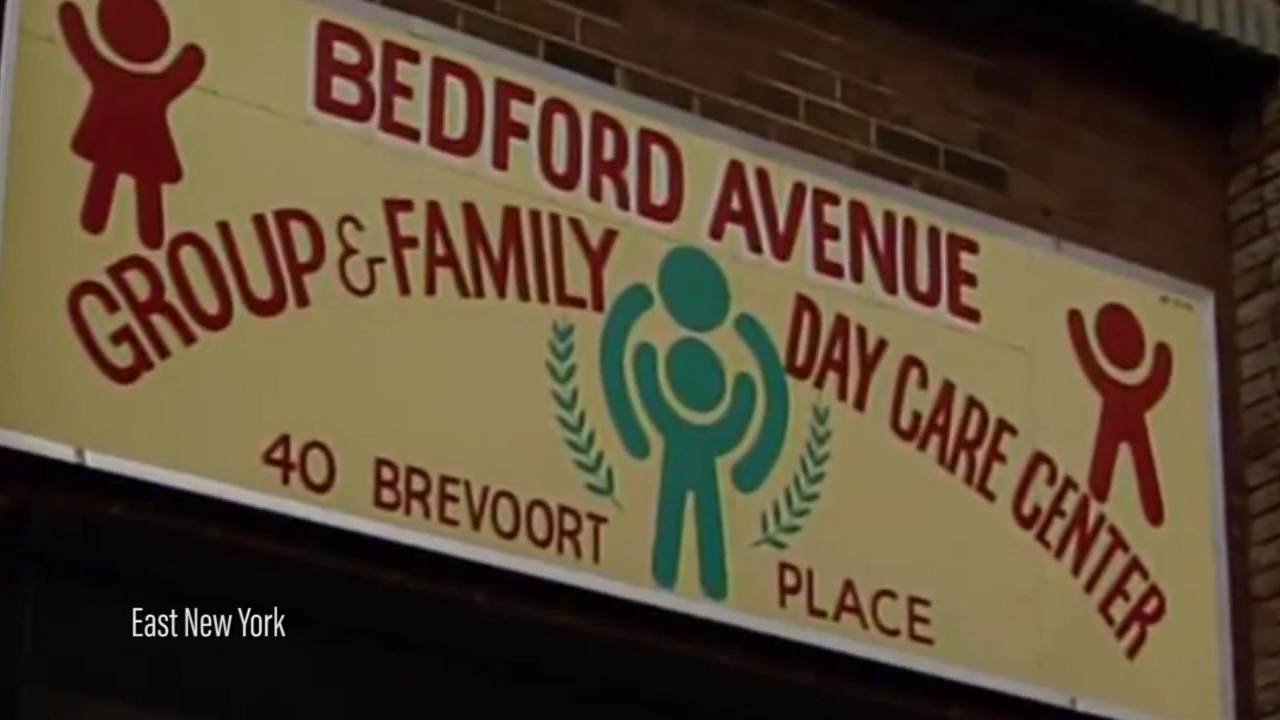 BEDFORD AVENUE
GROUP & FAMILY DAY CARE CENTER
40 BREVOORT PLACE
East New York